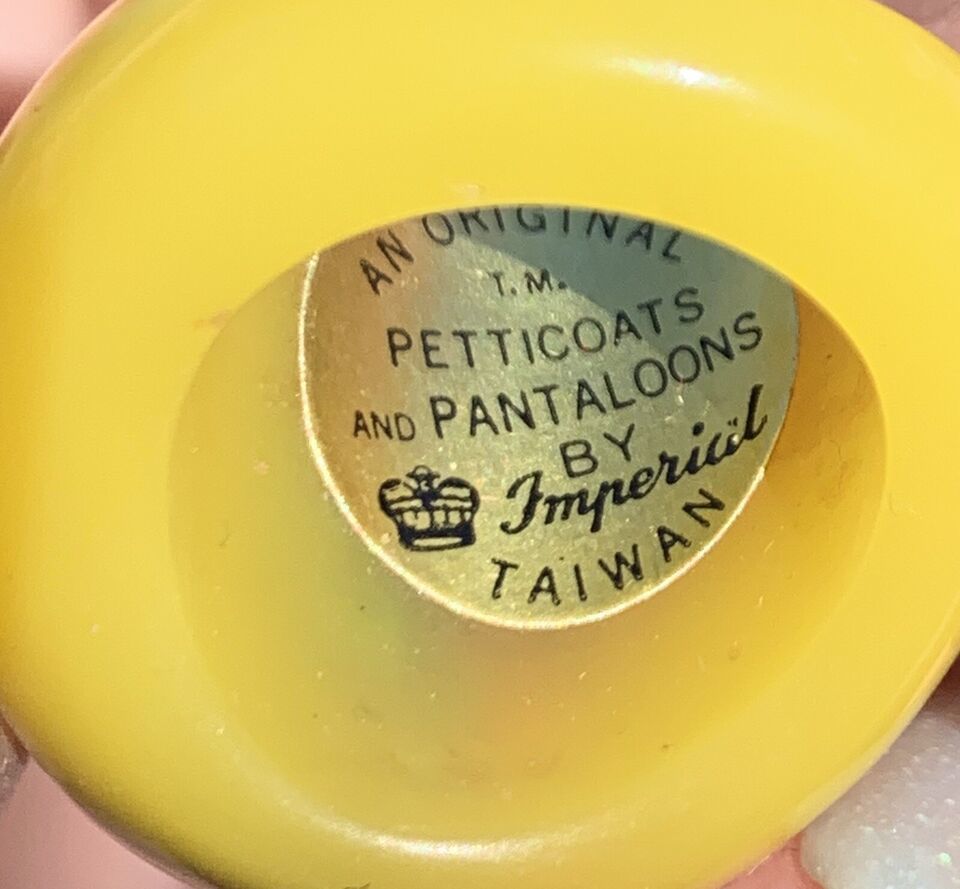 AN ORIGINAL
T.M.
PETTICOATS
AND PANTALOONS
BY
Imperial
TAIWAN